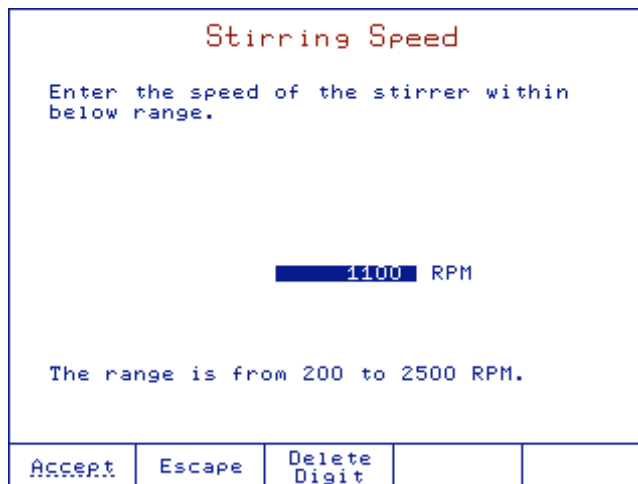 Stirring Speed
Enter the speed of the stirrer within
below range.
1100 RPM
The range is from 200 to 2500 RPM.
Accept Escape Delete
Digit